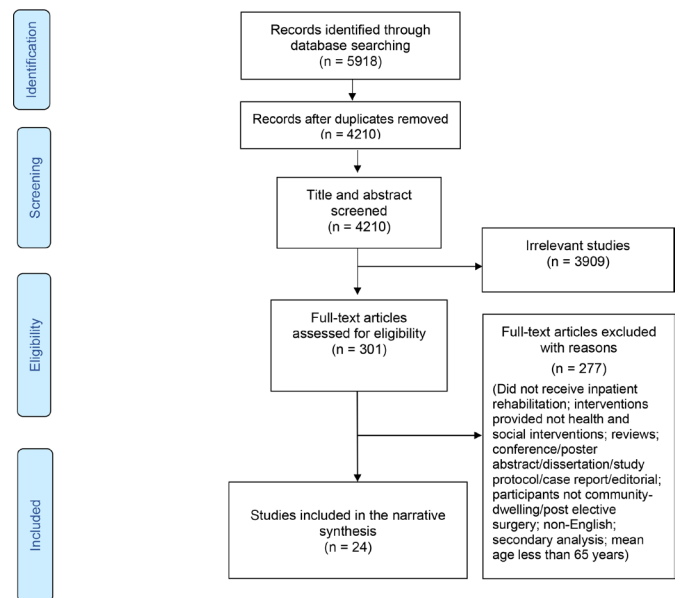 Identification
Records identified through
database searching
(n = 5918)
Records after duplicates removed
(n = 4210)
Screening
Title and abstract
screened
(n = 4210)
Irrelevant studies
(n = 3909)
Eligibility
Full-text articles
assessed for eligibility
(n = 301)
Full-text articles excluded
with reasons
(n = 277)
(Did not receive inpatient
rehabilitation; interventions
provided not health and
social interventions; reviews;
conference/poster
abstract/dissertation/study
protocol/case report/editorial;
participants not community-
dwelling/post elective
surgery; non-English;
secondary analysis; mean
age less than 65 years)
Included
Studies included in the narrative
synthesis
(n = 24)